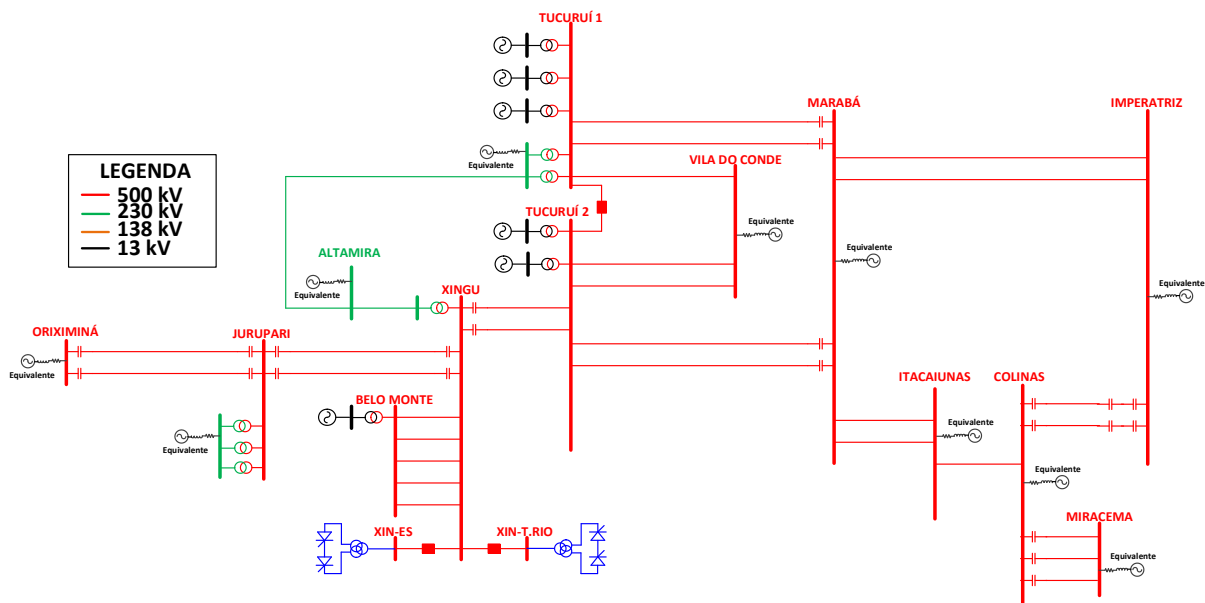 TUCURUÍ 1
MARABÁ
IMPERATRIZ
Equivalente
VILA DO CONDE
LEGENDA
500 kV
230 kV
138 kV
13 kV
TUCURUÍ 2
Equivalente
ALTAMIRA
Equivalente
Equivalente
XINGU
Equivalente
ORIXIMINÁ
JURUPARI
Equivalente
ITACAIUNAS
COLINAS
BELO MONTE
Equivalente
Equivalente
Equivalente
MIRACEMA
XIN-ES
XIN-T.RIO
Equivalente